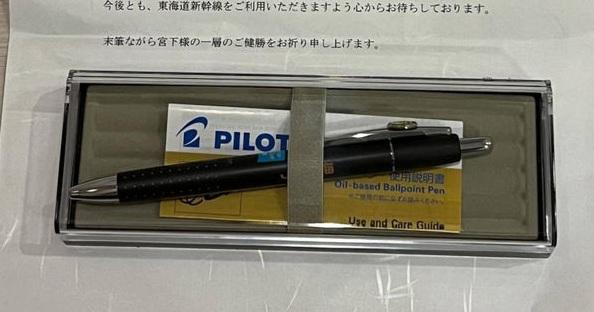 今後とも、東海道新幹線をご利用いただきますよう心からお待ちしております。
末筆ながら宮下様の一層のご健勝をお祈り申し上げます。
PILOT
使用説明書
Oil-based Ballpoint Pen
Use and Care Guide